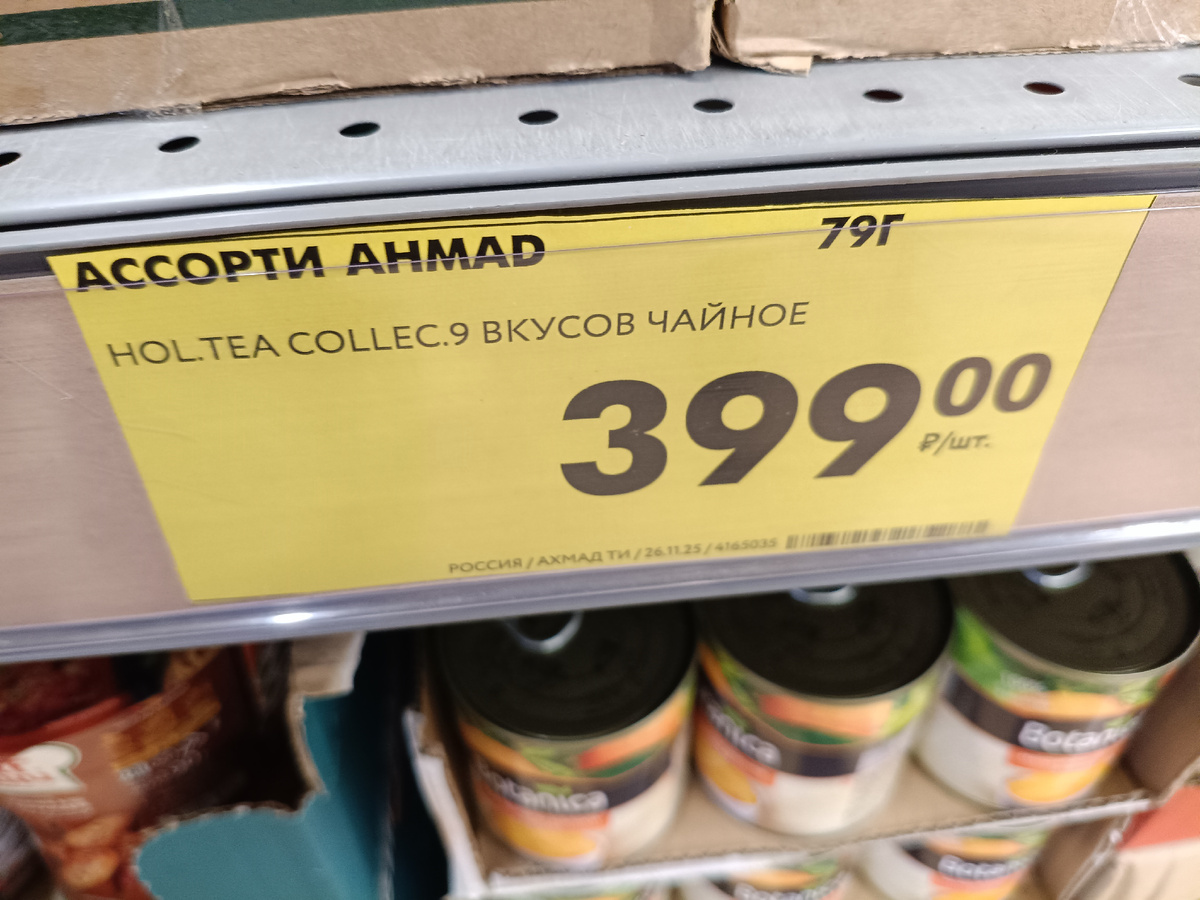 АССОРТИ AHMAD 79Г
HOL.TEA COLLEC.9 ВКУСОВ ЧАЙНОЕ
399 00
₽/шт.
РОССИЯ / АХМАД ТИ / 26.11.25 / 4165035
Botanica
Botanica